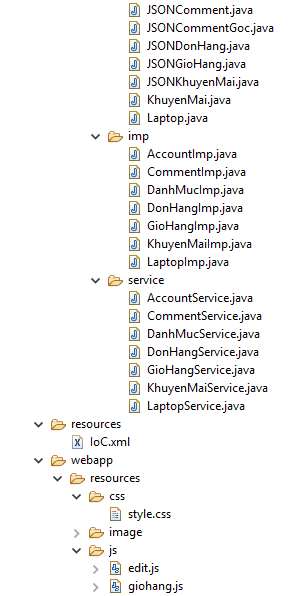 JSONComment.java
JSONCommentGoc.java
JSONDonHang.java
JSONGioHang.java
JSONKhuyenMai.java
KhuyenMai.java
Laptop.java
imp
AccountImp.java
CommentImp.java
DanhMucImp.java
DonHangImp.java
GioHangImp.java
KhuyenMaiImp.java
LaptopImp.java
service
AccountService.java
CommentService.java
DanhMucService.java
DonHangService.java
GioHangService.java
KhuyenMaiService.java
LaptopService.java
resources
IoC.xml
webapp
resources
css
style.css
image
js
edit.js
giohang.js